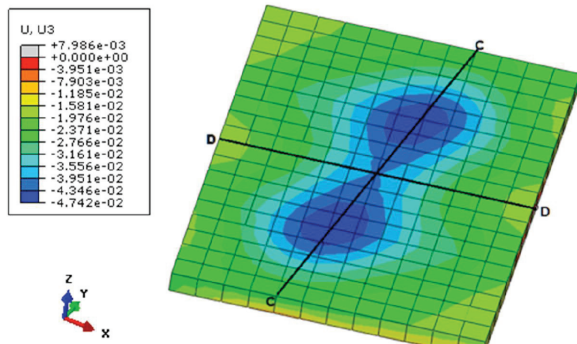 U, U3
+7.986e-03
+0.000e+00
-3.951e-03
-7.903e-03
-1.185e-02
-1.581e-02
-1.976e-02
-2.371e-02
-2.766e-02
-3.161e-02
-3.556e-02
-3.951e-02
-4.346e-02
-4.742e-02
C
D
D
C
Z
Y
X